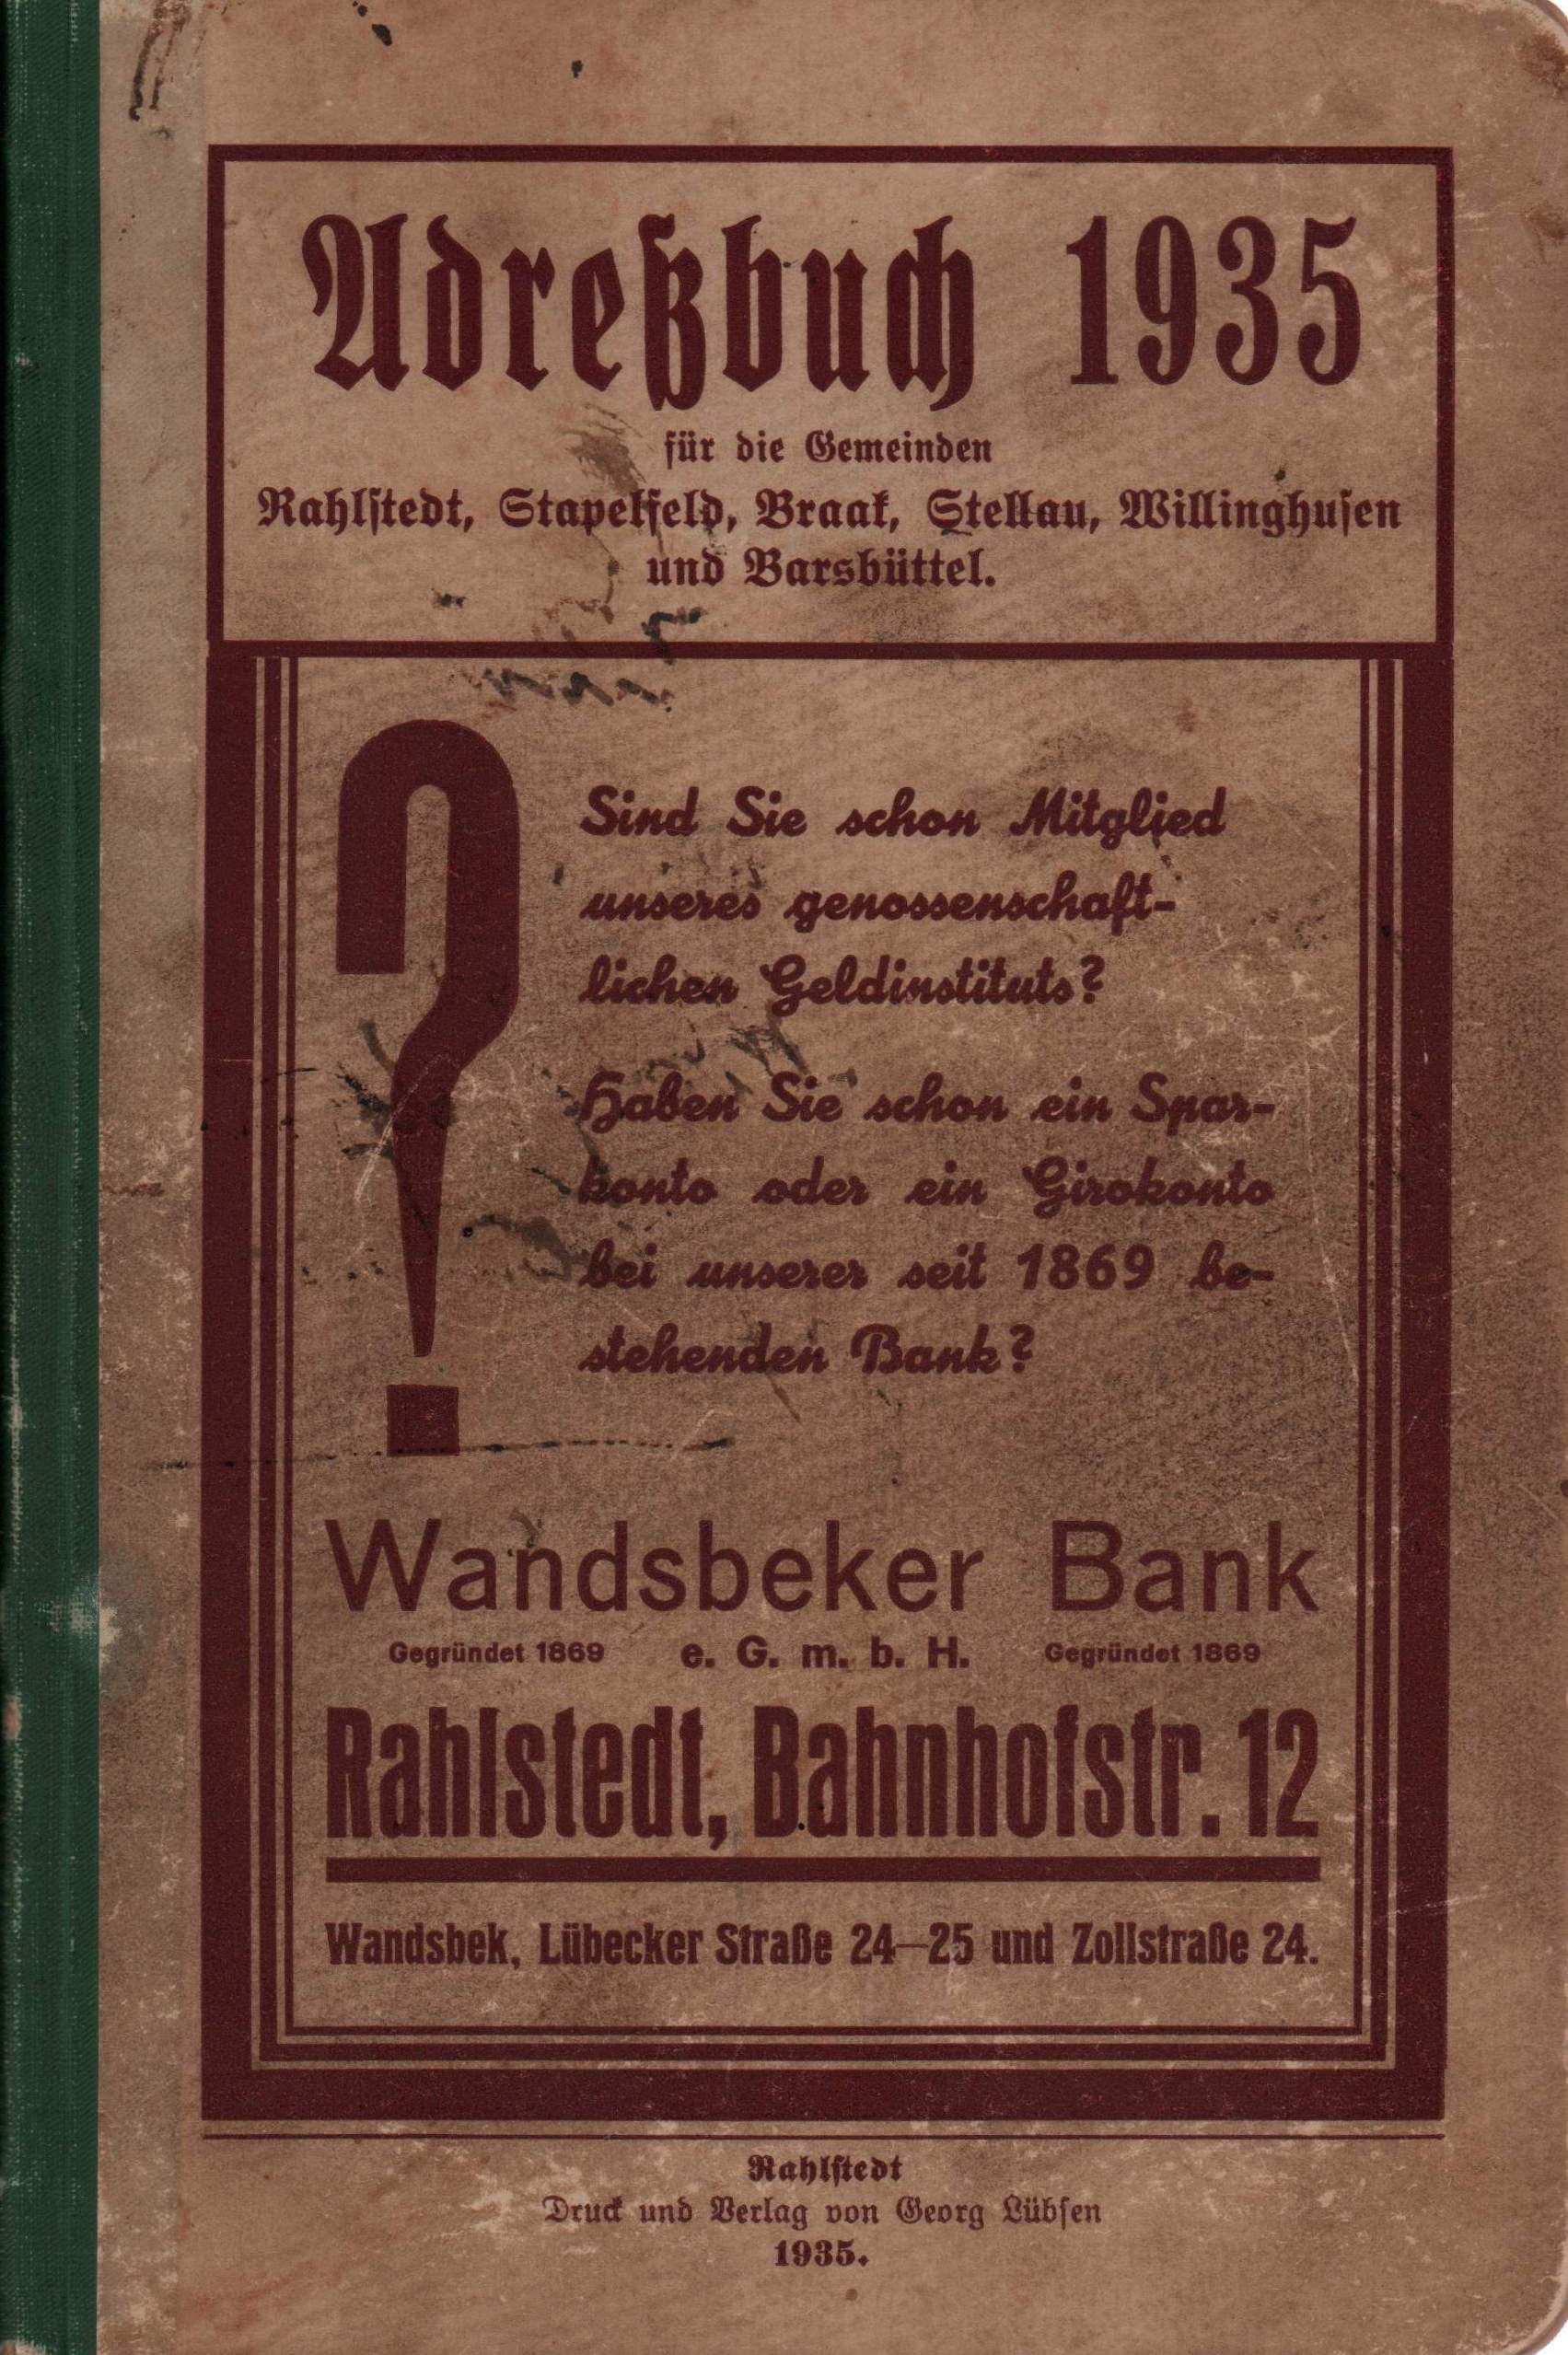 Adreßbuch 1935
für die Gemeinden
Rahlstedt, Stapelfeld, Braak, Stellau, Willinghusen
und Barsbüttel.
Sind Sie schon Mitglied
unseres genossenschaft-
lichen Geldinstituts?
Haben Sie schon ein Spar-
konto oder ein Girokonto
bei unserer seit 1869 be-
stehenden Bank?
Wandsbeker Bank
Gegründet 1869 e. G. m. b. H. Gegründet 1869
Rahlstedt, Bahnhofstr. 12
Wandsbek, Lübecker Straße 24–25 und Zollstraße 24.
Rahlstedt
Druck und Verlag von Georg Lübsen
1935.